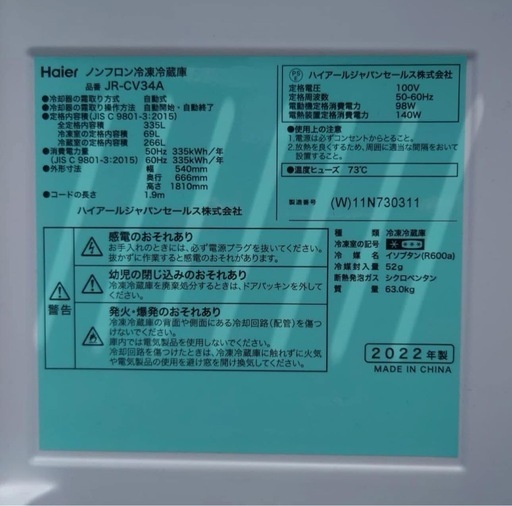 Haier ノンフロン冷凍冷蔵庫
品番 JR-CV34A
●冷却器の霜取り方式 自動式
●冷却器の霜取り操作方法 自動開始・自動終了
●定格内容積(JIS C 9801-3:2015)
全定格内容積 335L
冷凍室の定格内容積 69L
冷蔵室の定格内容積 266L
●消費電力量 50Hz 335kWh/年
(JIS C 9801-3:2015) 60Hz 335kWh/年
●外形寸法 幅 540mm
奥行 666mm
高さ 1810mm
●コードの長さ 1.9m
ハイアールジャパンセールス株式会社
PSE ハイアールジャパンセールス株式会社
定格電圧 100V
定格周波数 50-60Hz
電動機定格消費電力 98W
電熱装置定格消費電力 140W
●使用上の注意
1.電源は必ずコンセントからとること。
2.放熱を良くするため、周囲に適当な間隔をおいて
設置すること。
●温度ヒューズ 73℃
製造番号 (W)11N730311
警告
感電のおそれあり
お手入れのときには、必ず電源プラグを抜いてください。
抜かずに作業すると感電のおそれがあります。
幼児の閉じ込みのおそれあり
冷凍冷蔵庫を廃棄処分するときは、ドアパッキンを外して
ください。
発火・爆発のおそれあり
冷凍冷蔵庫の背面や側面にある冷却回路(配管)を傷つ
けないでください。
庫内では電気製品を使用しないでください。
冷却回路を傷つけたときは、冷凍冷蔵庫に触れずに火気
や電気製品の使用を避け窓を開け換気してください。
種類 冷凍冷蔵庫
冷凍室の記号
冷媒 イソブタン(R600a)
冷媒封入量 52g
断熱発泡ガス シクロペンタン
質量 63.0kg
2022年製
MADE IN CHINA